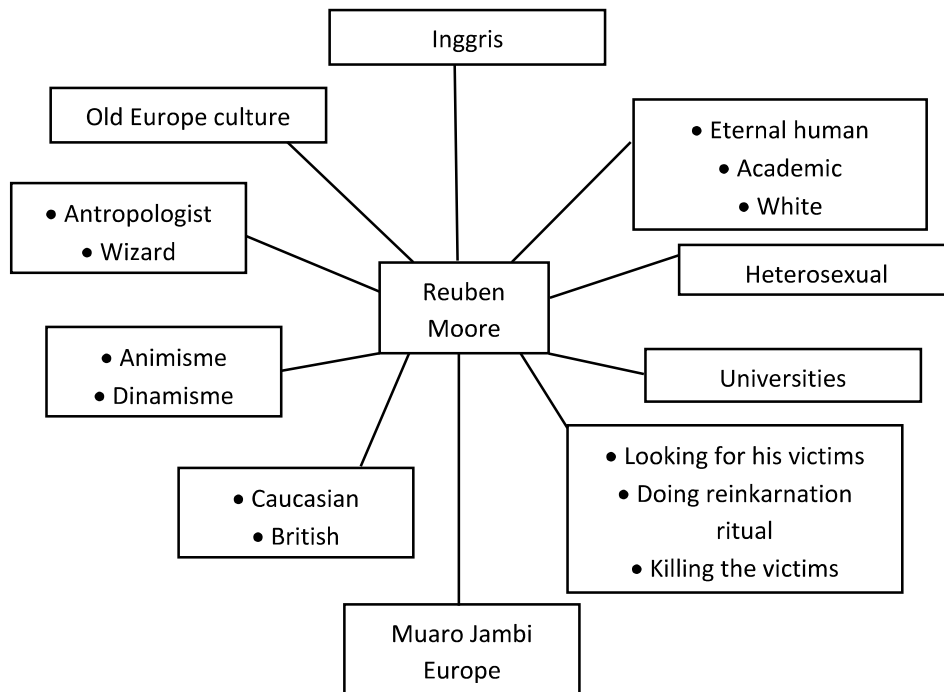 Inggris
Old Europe culture
• Eternal human
• Academic
• White
• Antropologist
• Wizard
Heterosexual
Reuben
Moore
• Animisme
• Dinamisme
Universities
• Looking for his victims
• Doing reinkarnation
ritual
• Killing the victims
• Caucasian
• British
Muaro Jambi
Europe